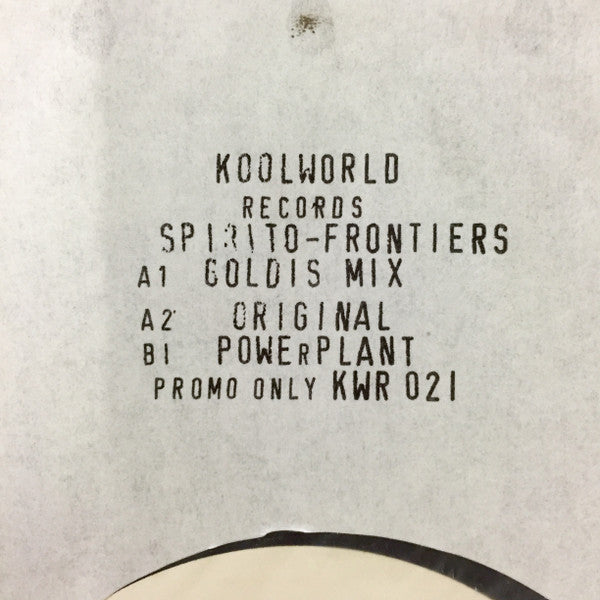 KOOLWORLD
RECORDS
SPIRITO-FRONTIERS
A1 GOLDIS MIX
A2 ORIGINAL
B1 POWErPLANT
PROMO ONLY KWR 021